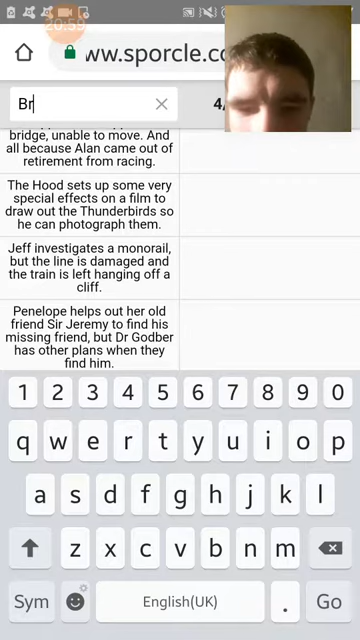 20:59
www.sporcle.co
Br
4/
bridge, unable to move. And
all because Alan came out of
retirement from racing.
The Hood sets up some very
special effects on a film to
draw out the Thunderbirds so
he can photograph them.
Jeff investigates a monorail,
but the line is damaged and
the train is left hanging off a
cliff.
Penelope helps out her old
friend Sir Jeremy to find his
missing friend, but Dr Godber
has other plans when they
find him.
1 2 3 4 5 6 7 8 9 0
q w e r t y u i o p
a s d f g h j k l
z x c v b n m
Sym English(UK) . Go